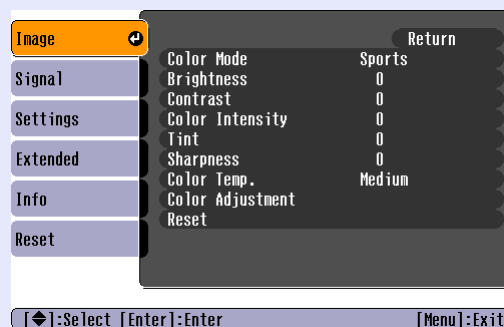 Image
Signal
Settings
Extended
Info
Reset
Return
Color Mode Sports
Brightness 0
Contrast 0
Color Intensity 0
Tint 0
Sharpness 0
Color Temp. Medium
Color Adjustment
Reset
[◆]:Select [Enter]:Enter [Menu]:Exit